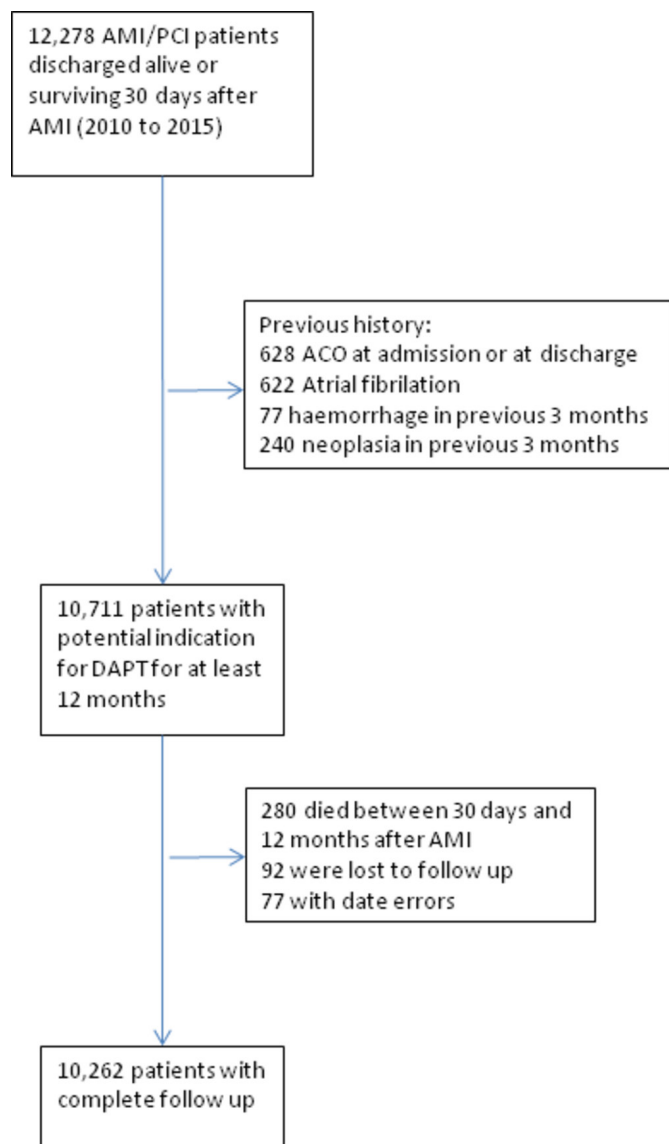 12,278 AMI/PCI patients
discharged alive or
surviving 30 days after
AMI (2010 to 2015)
Previous history:
628 ACO at admission or at discharge
622 Atrial fibrilation
77 haemorrhage in previous 3 months
240 neoplasia in previous 3 months
10,711 patients with
potential indication
for DAPT for at least
12 months
280 died between 30 days and
12 months after AMI
92 were lost to follow up
77 with date errors
10,262 patients with
complete follow up